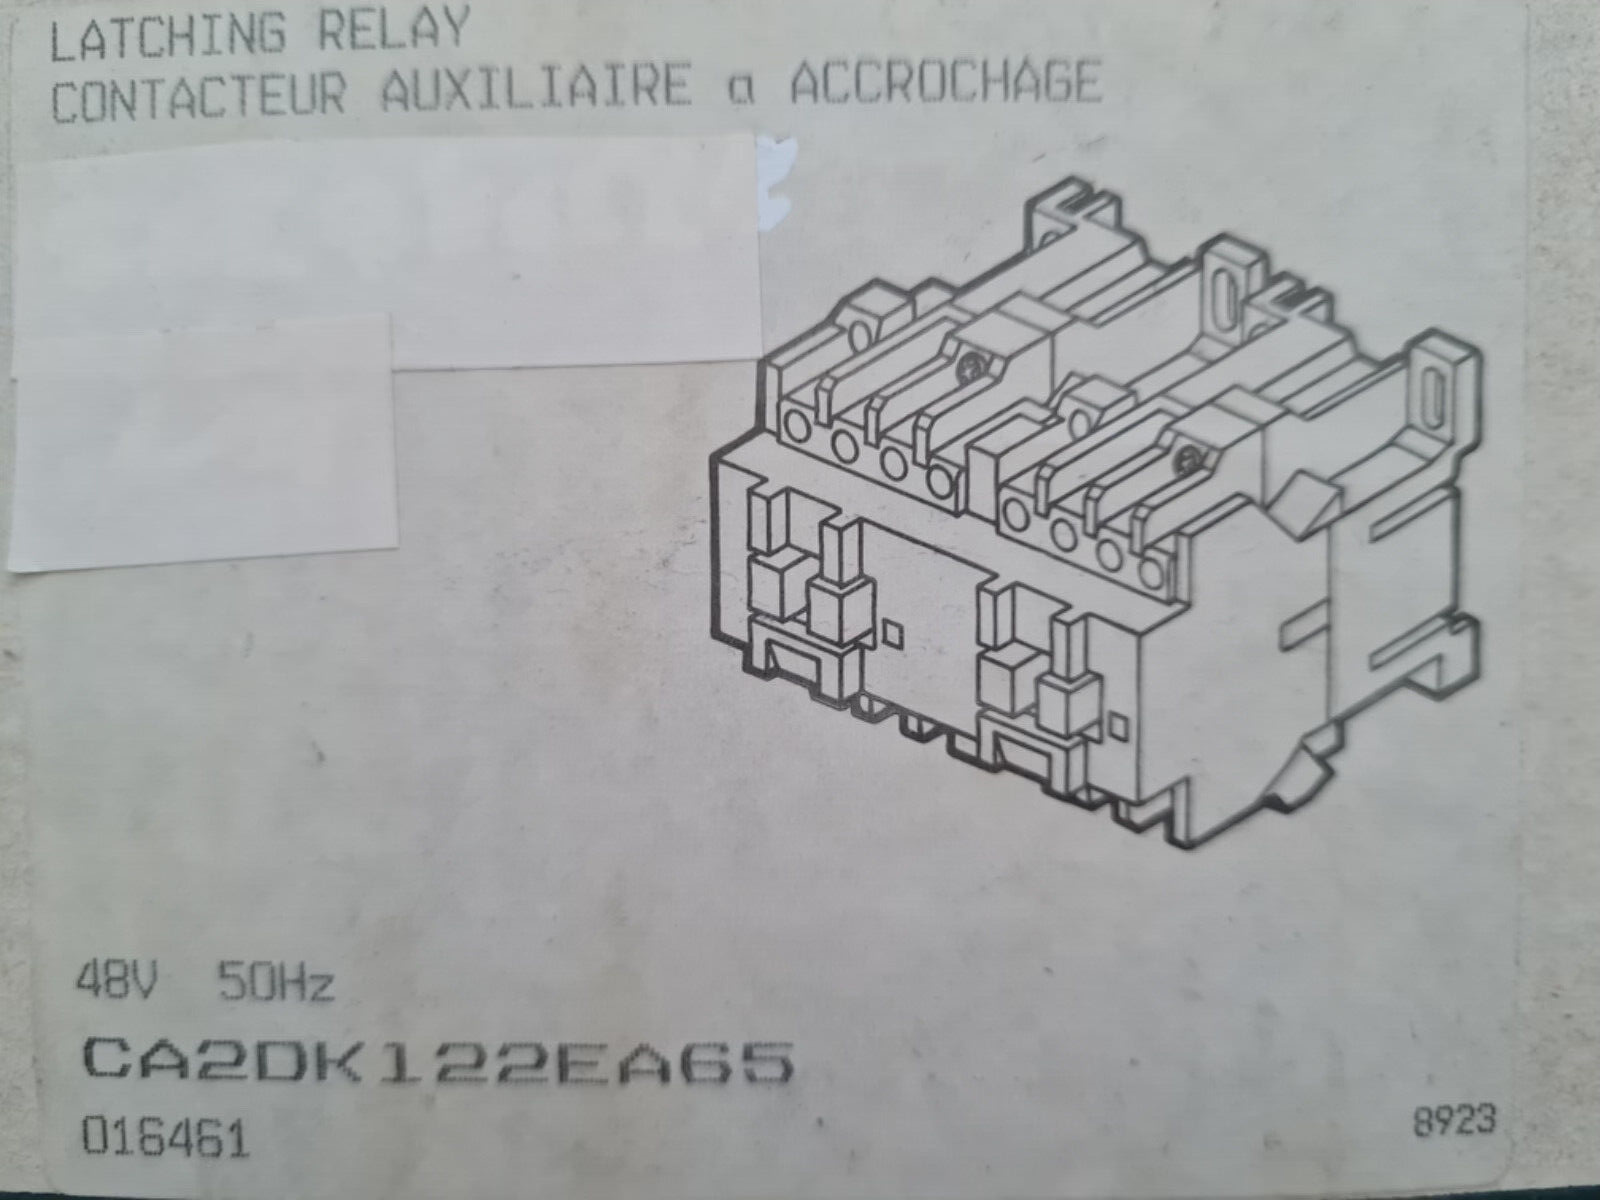 LATCHING RELAY
CONTACTEUR AUXILIAIRE a ACCROCHAGE
48V 50Hz
CA2DK122EA65
016461
8923